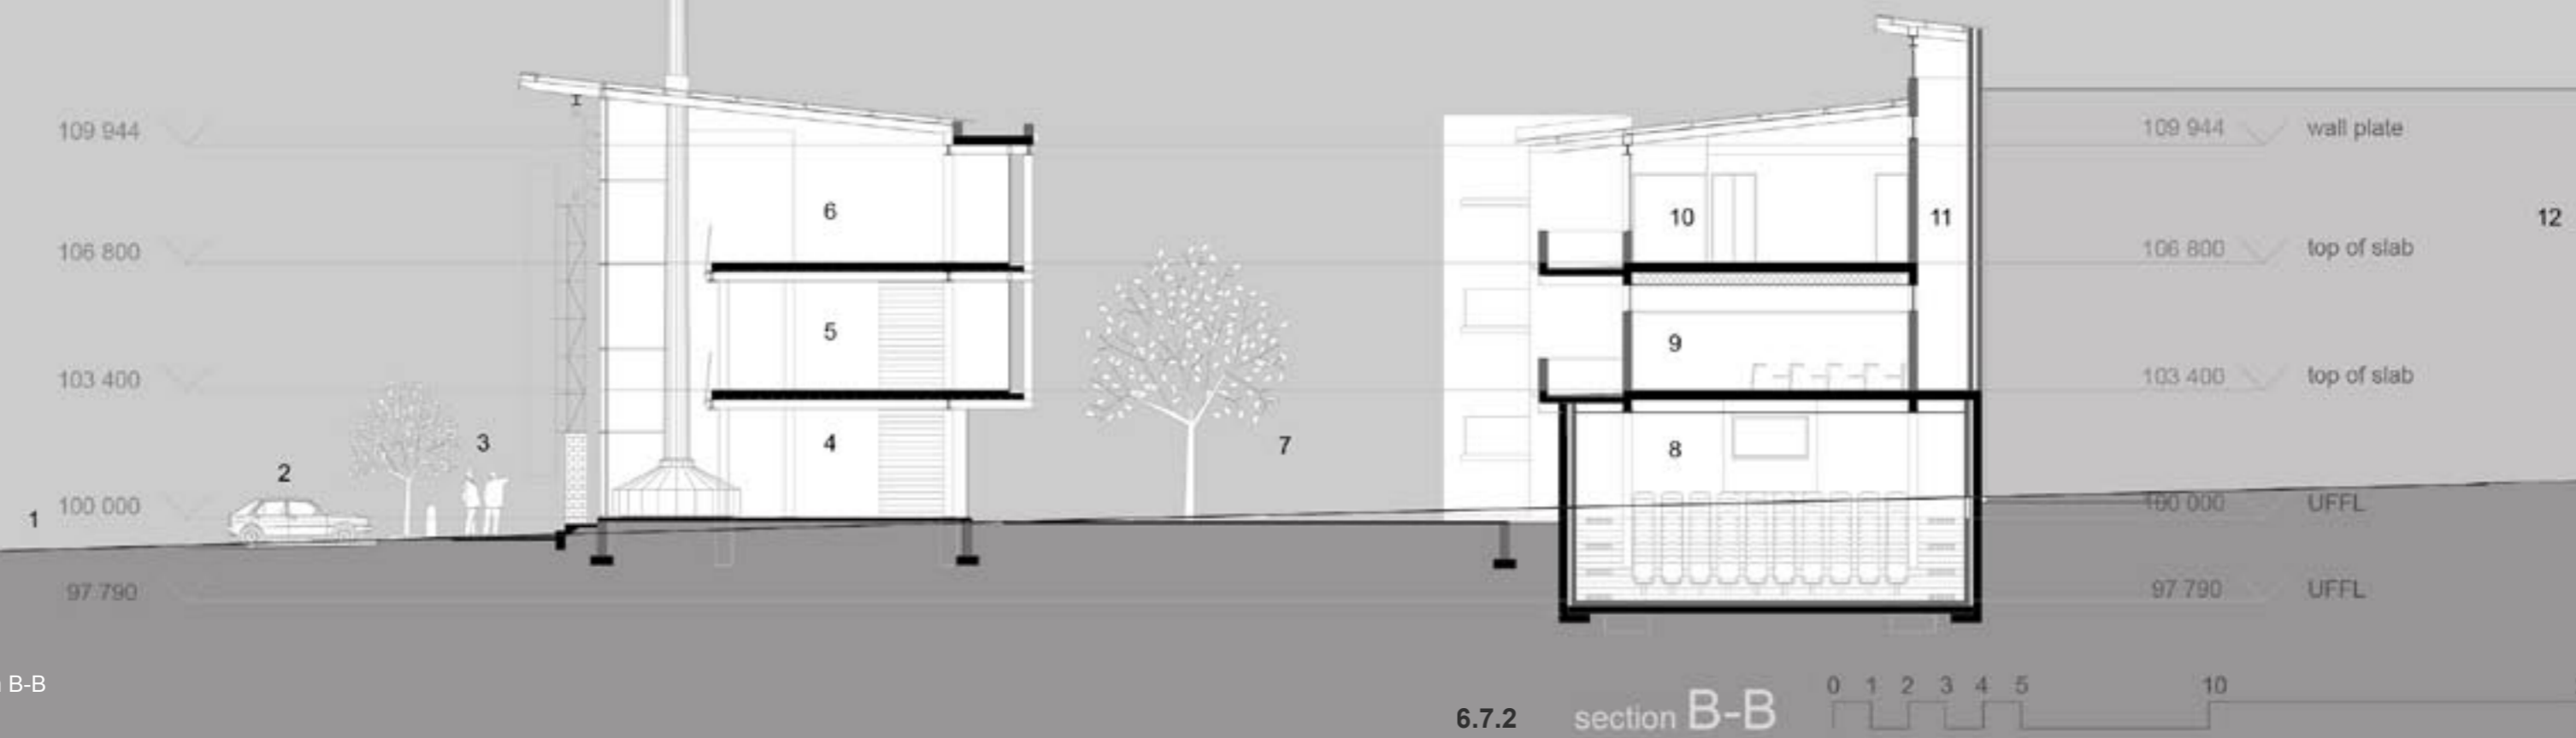 109 944
109 944 wall plate
6
10
11
12
106 800
106 800 top of slab
5
9
103 400
103 400 top of slab
3
4
7
8
2
1
100 000
100 000 UFFL
97 790
97 790 UFFL
B-B
0 1 2 3 4 5 10
6.7.2 section B-B